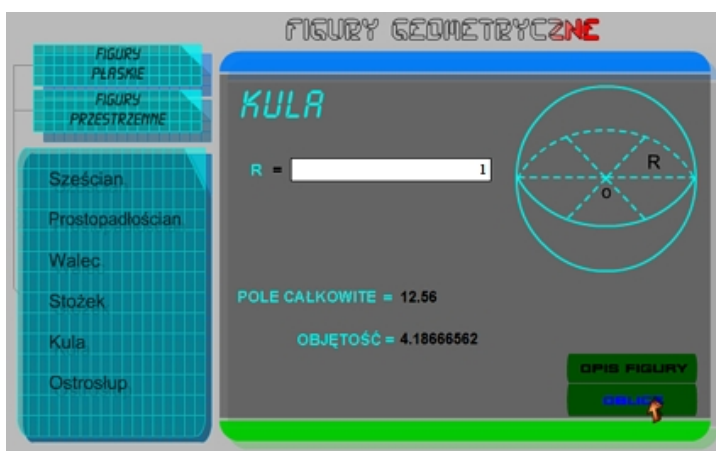 FIGURY GEOMETRYCZNE
FIGURY
PŁASKIE
FIGURY
PRZESTRZENNE
Sześcian
Prostopadłościan
Walec
Stożek
Kula
Ostrosłup
KULA
R = 1
R
O
POLE CAŁKOWITE = 12.56
OBJĘTOŚĆ = 4.18666562
OPIS FIGURY
OBLICZ